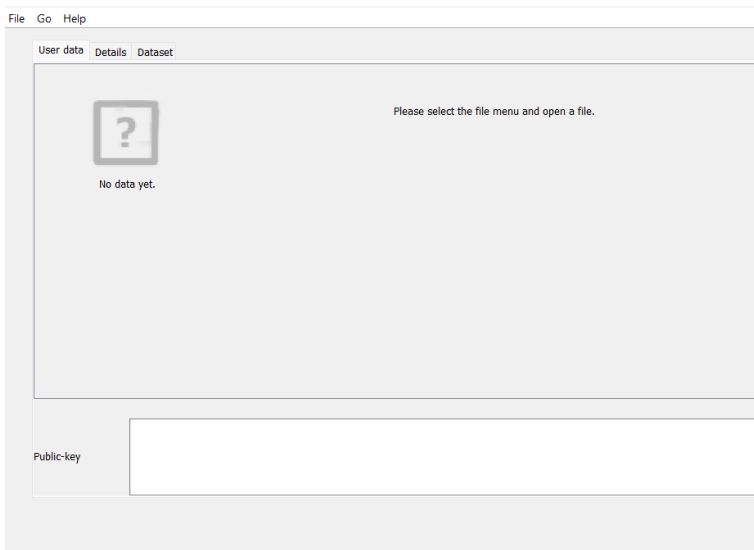 File Go Help
User data Details Dataset
?
Please select the file menu and open a file.
No data yet.
Public-key